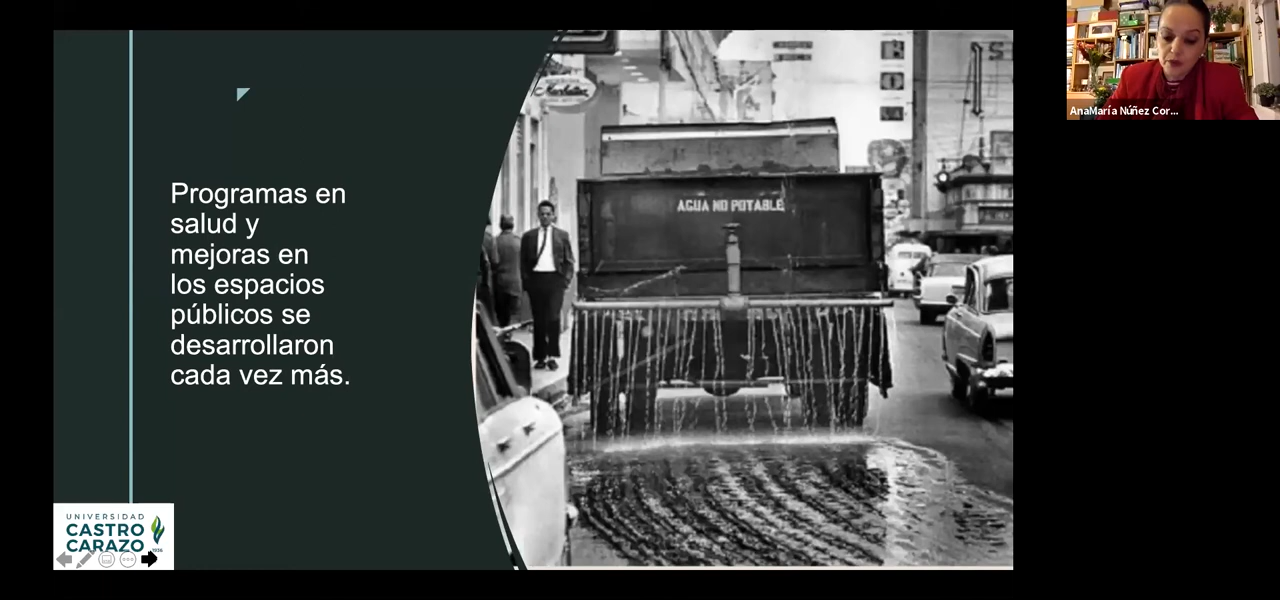 Programas en
salud y
mejoras en
los espacios
públicos se
desarrollaron
cada vez más.
AGUA NO POTABLE
UNIVERSIDAD
CASTRO
CARAZO
AnaMaría Núñez Cor...